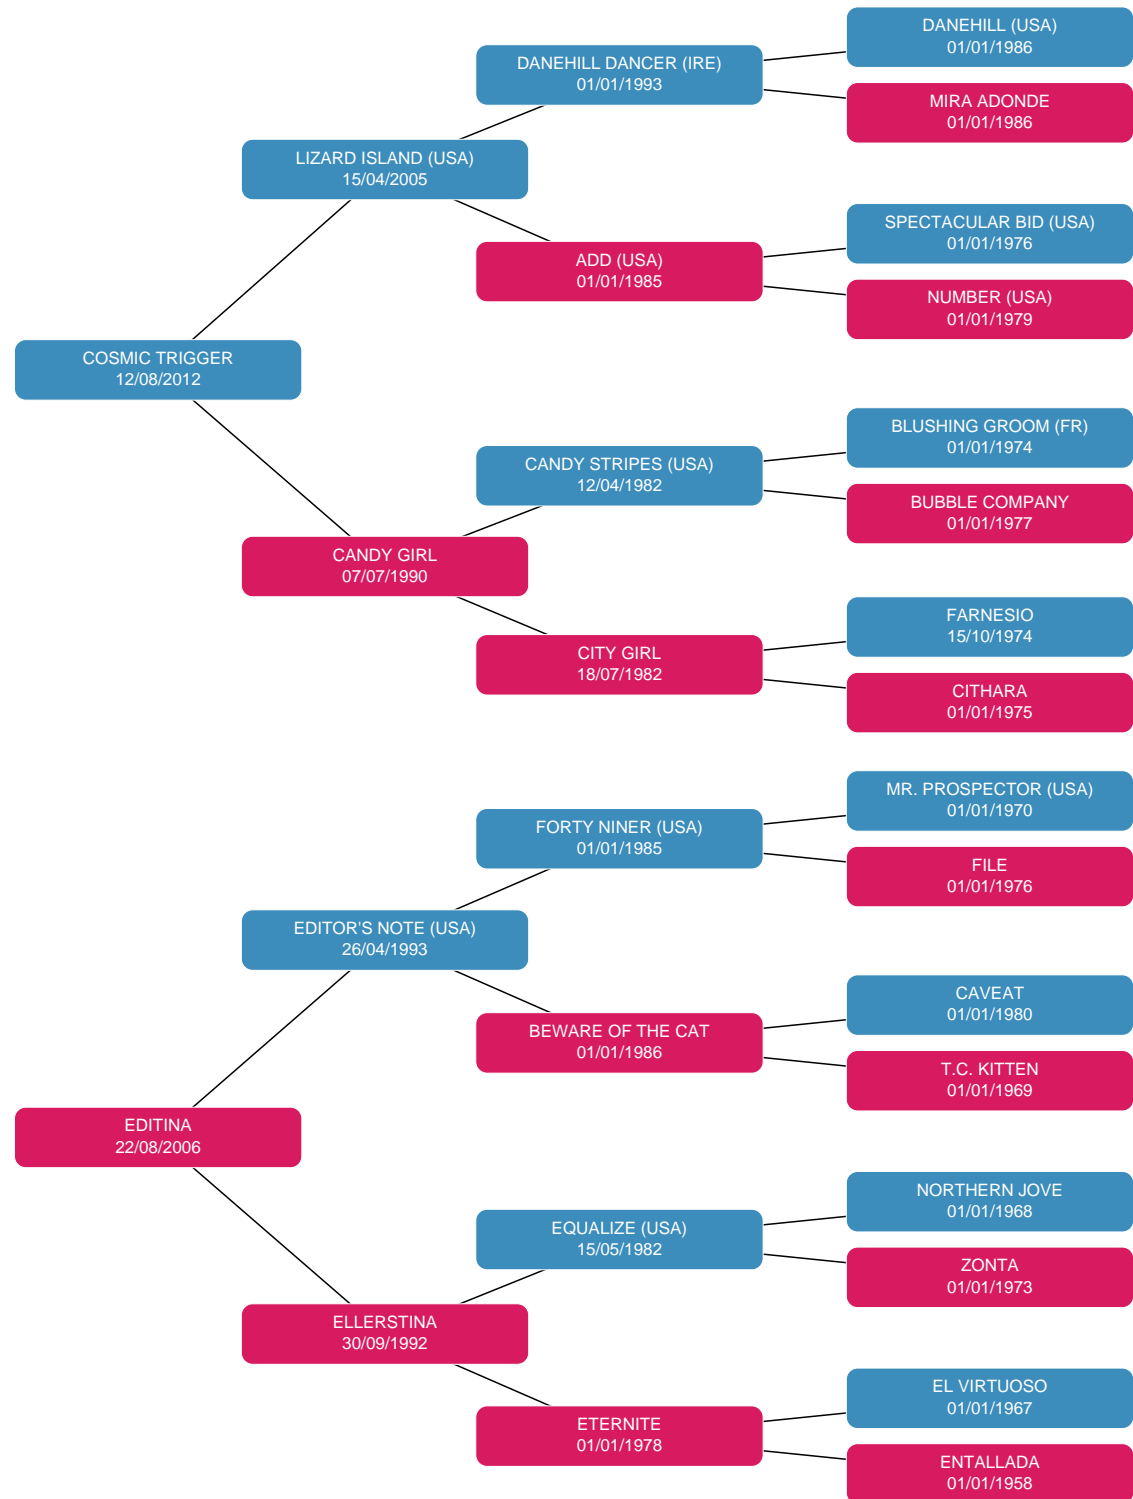 DANEHILL (USA)
01/01/1986
DANEHILL DANCER (IRE)
01/01/1993
MIRA ADONDE
01/01/1986
LIZARD ISLAND (USA)
15/04/2005
SPECTACULAR BID (USA)
01/01/1976
ADD (USA)
01/01/1985
NUMBER (USA)
01/01/1979
COSMIC TRIGGER
12/08/2012
BLUSHING GROOM (FR)
01/01/1974
CANDY STRIPES (USA)
12/04/1982
BUBBLE COMPANY
01/01/1977
CANDY GIRL
07/07/1990
FARNESIO
15/10/1974
CITY GIRL
18/07/1982
CITHARA
01/01/1975
MR. PROSPECTOR (USA)
01/01/1970
FORTY NINER (USA)
01/01/1985
FILE
01/01/1976
EDITOR'S NOTE (USA)
26/04/1993
CAVEAT
01/01/1980
BEWARE OF THE CAT
01/01/1986
T.C. KITTEN
01/01/1969
EDITINA
22/08/2006
NORTHERN JOVE
01/01/1968
EQUALIZE (USA)
15/05/1982
ZONTA
01/01/1973
ELLERSTINA
30/09/1992
EL VIRTUOSO
01/01/1967
ETERNITE
01/01/1978
ENTALLADA
01/01/1958